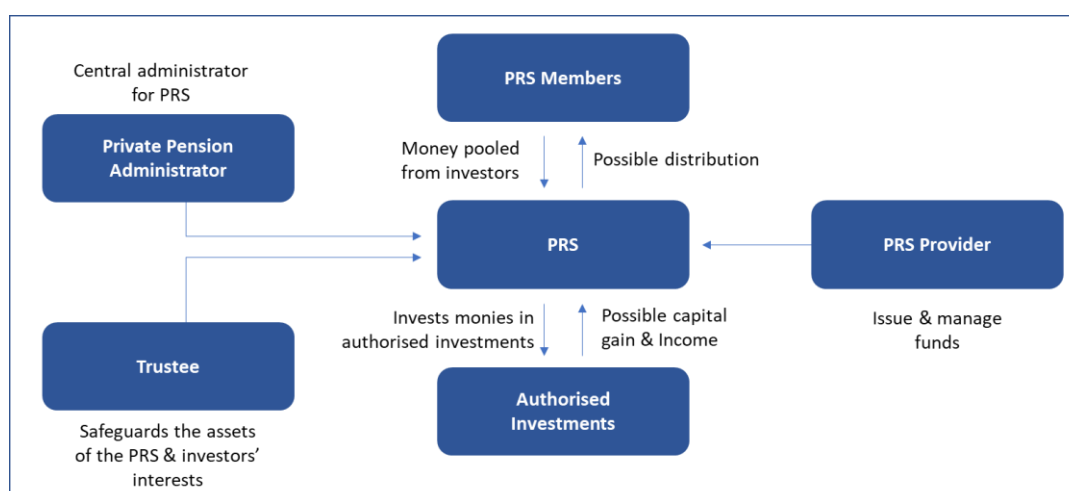 PRS Members
Central administrator
for PRS
Private Pension
Administrator
Money pooled
from investors
Possible distribution
PRS
PRS Provider
Issue & manage
funds
Invests monies in
authorised investments
Possible capital
gain & Income
Trustee
Safeguards the assets
of the PRS & investors’
interests
Authorised
Investments